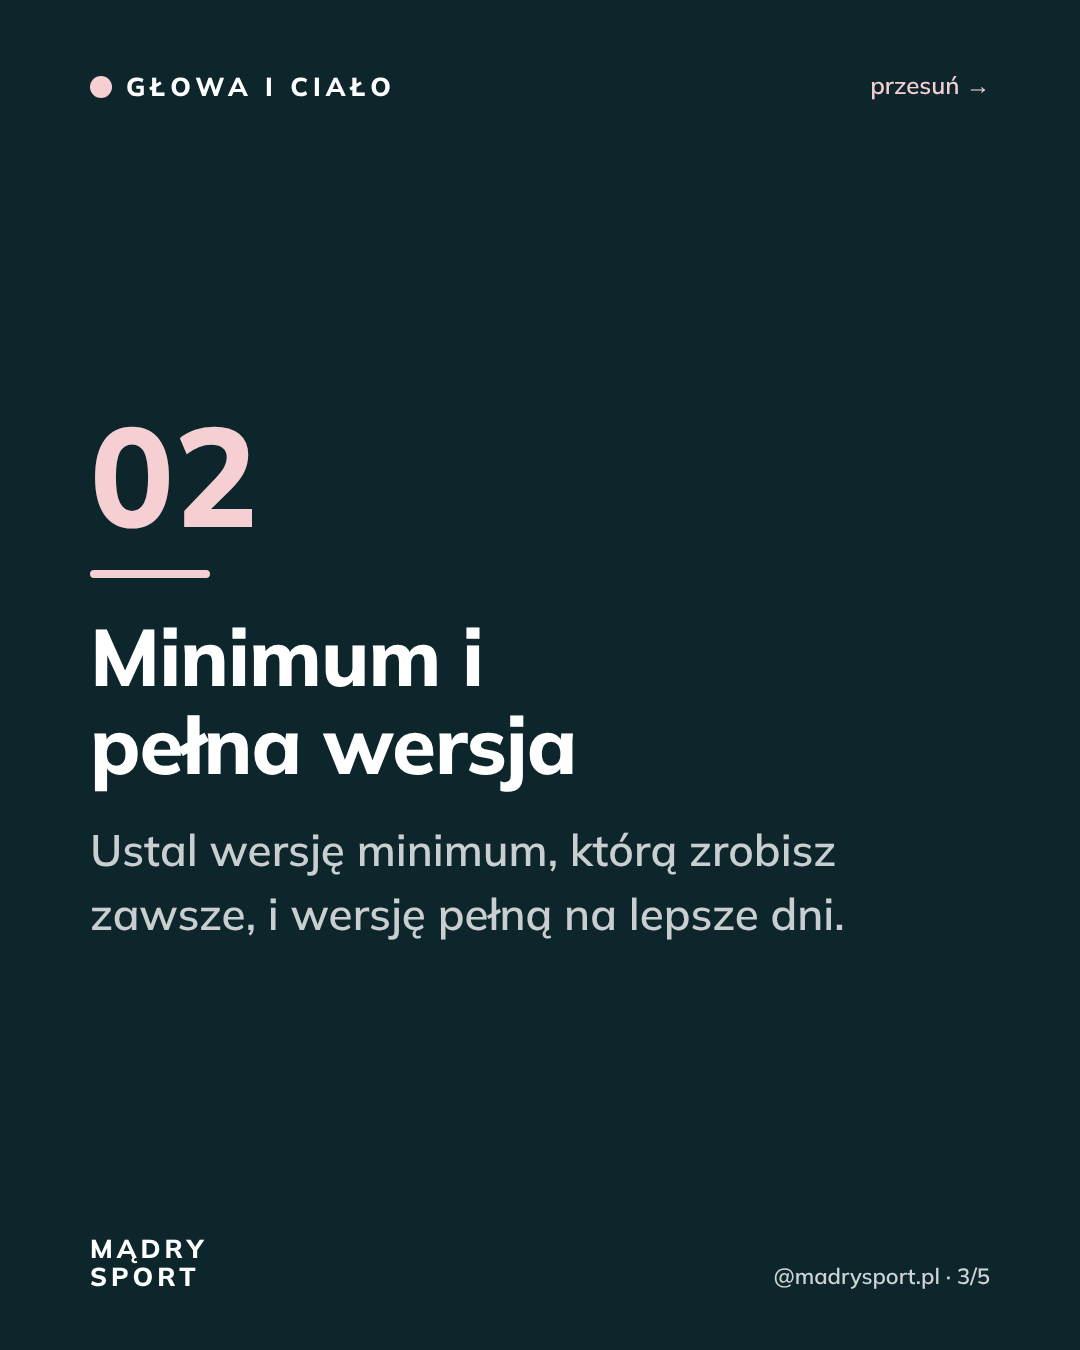 GŁOWA I CIAŁO
przesuń →
02
Minimum i
pełna wersja
Ustal wersję minimum, którą zrobisz
zawsze, i wersję pełną na lepsze dni.
MĄDRY
SPORT
@madrysport.pl · 3/5